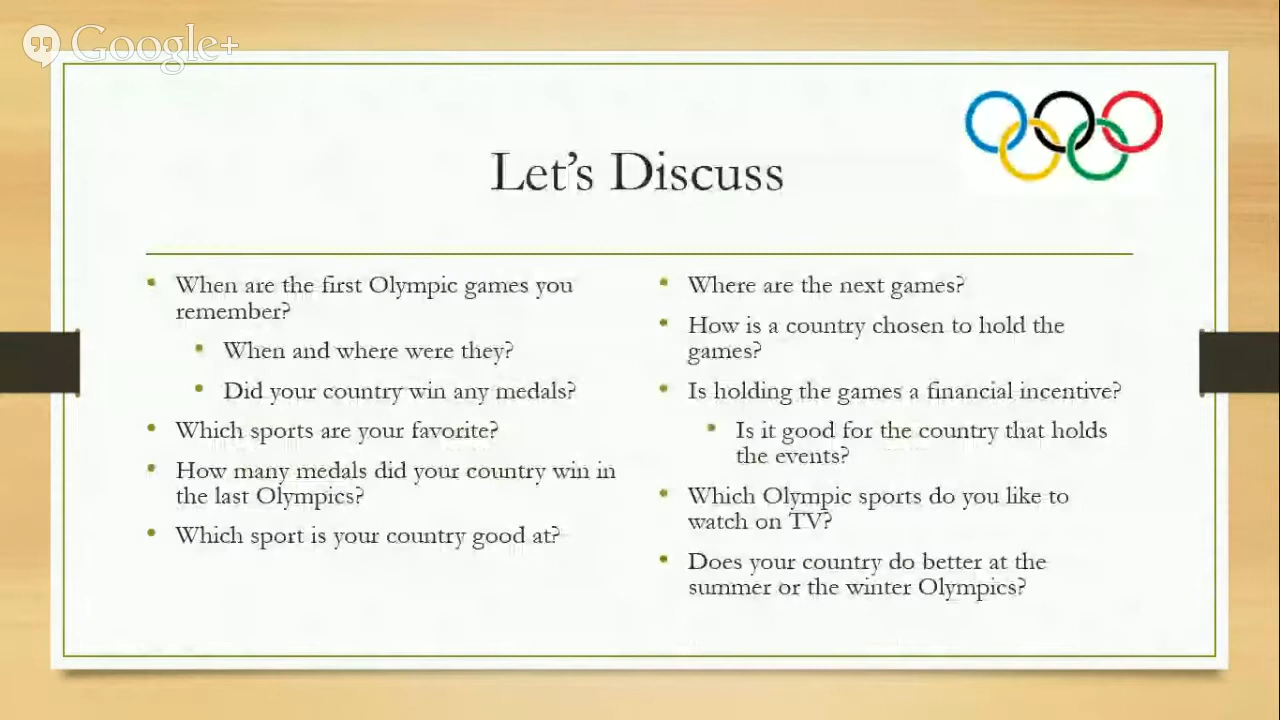 Google+
Let's Discuss
• When are the first Olympic games you
remember?
• When and where were they?
• Did your country win any medals?
• Which sports are your favorite?
• How many medals did your country win in
the last Olympics?
• Which sport is your country good at?
• Where are the next games?
• How is a country chosen to hold the
games?
• Is holding the games a financial incentive?
• Is it good for the country that holds
the events?
• Which Olympic sports do you like to
watch on TV?
• Does your country do better at the
summer or the winter Olympics?